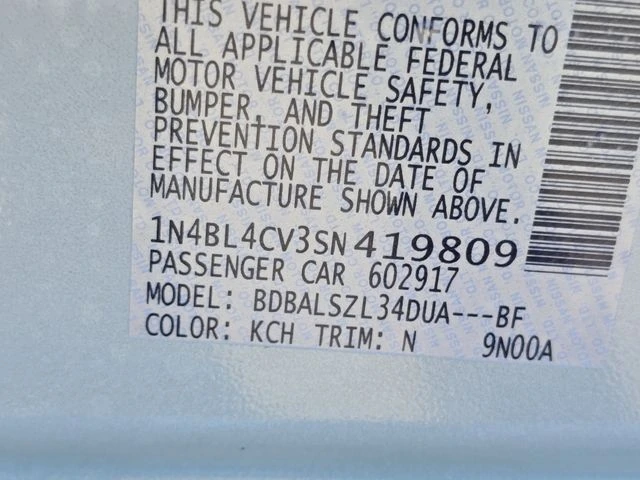 THIS VEHICLE CONFORMS TO
ALL APPLICABLE FEDERAL
MOTOR VEHICLE SAFETY,
BUMPER, AND THEFT
PREVENTION STANDARDS IN
EFFECT ON THE DATE OF
MANUFACTURE SHOWN ABOVE.
1N4BL4CV3SN419809
PASSENGER CAR 602917
MODEL: BDBALSZL34DUA---BF
COLOR: KCH TRIM: N 9N00A